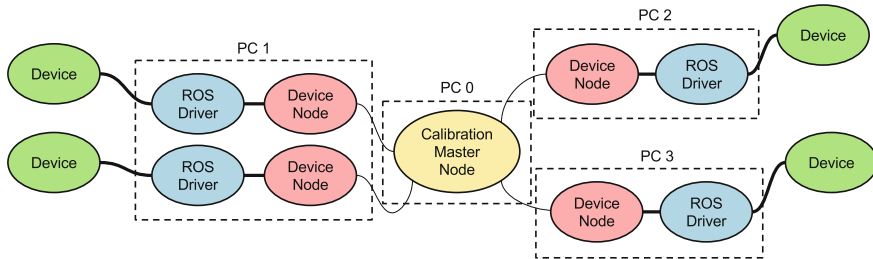 PC 1
Device
ROS
Driver
Device
Node
Device
ROS
Driver
Device
Node
PC 0
Calibration
Master
Node
PC 2
Device
Node
ROS
Driver
Device
PC 3
Device
Node
ROS
Driver
Device